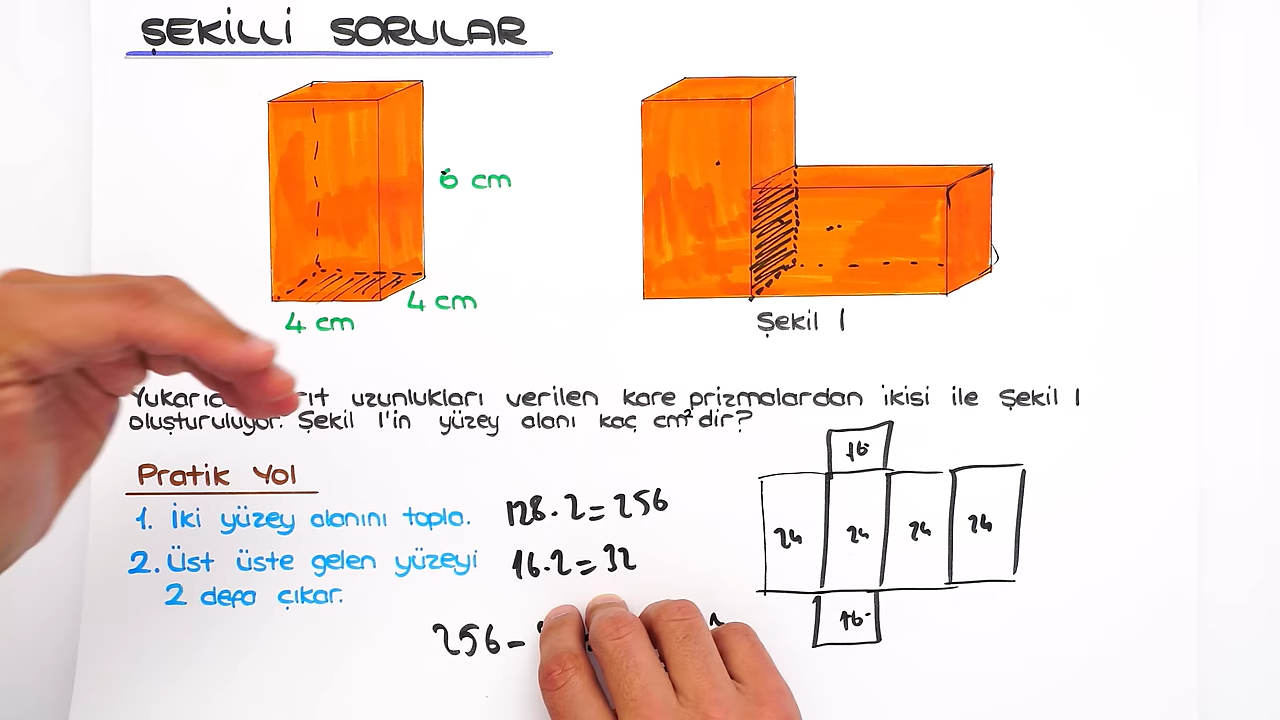 ŞEKİLLİ SORULAR
6 cm
4 cm
4 cm
Şekil 1
uzunlukları verilen kare prizmalardan ikisi ile Şekil 1
oluşturuluyor. Şekil 1'in yüzey alanı kaç cm² dir?
Pratik Yol
1. İki yüzey alanını topla.
128.2=256
2. Üst üste gelen yüzeyi
2 defa çıkar.
16.2=32
256-
16
24 24 24 24
16